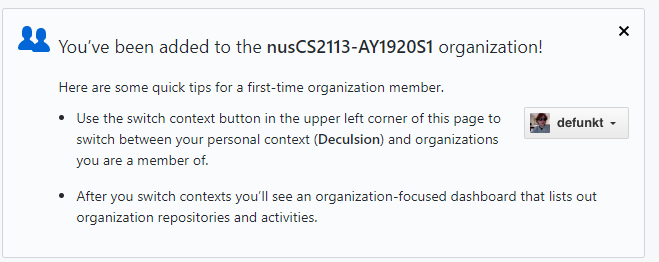 You’ve been added to the nusCS2113-AY1920S1 organization!
Here are some quick tips for a first-time organization member.
Use the switch context button in the upper left corner of this page to
switch between your personal context (Deculsion) and organizations
you are a member of.
defunkt
After you switch contexts you’ll see an organization-focused dashboard that lists out
organization repositories and activities.